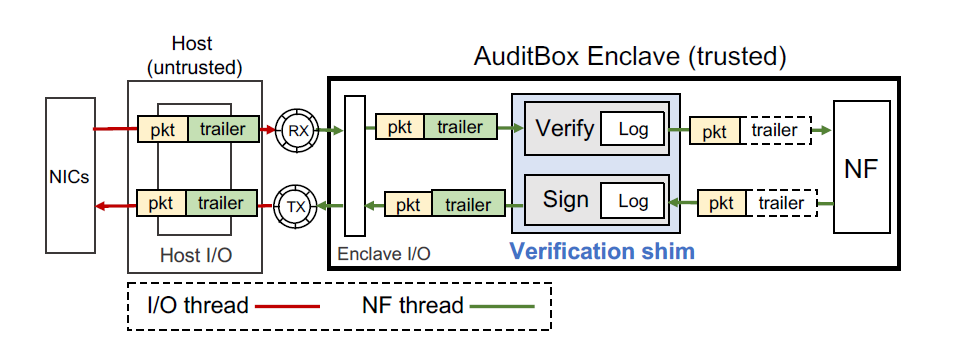 Host
(untrusted)
AuditBox Enclave (trusted)
NICs
pkt trailer
RX
pkt trailer
Verify Log
pkt trailer
NF
pkt trailer
TX
pkt trailer
Sign Log
pkt trailer
Host I/O
Enclave I/O
Verification shim
I/O thread
NF thread